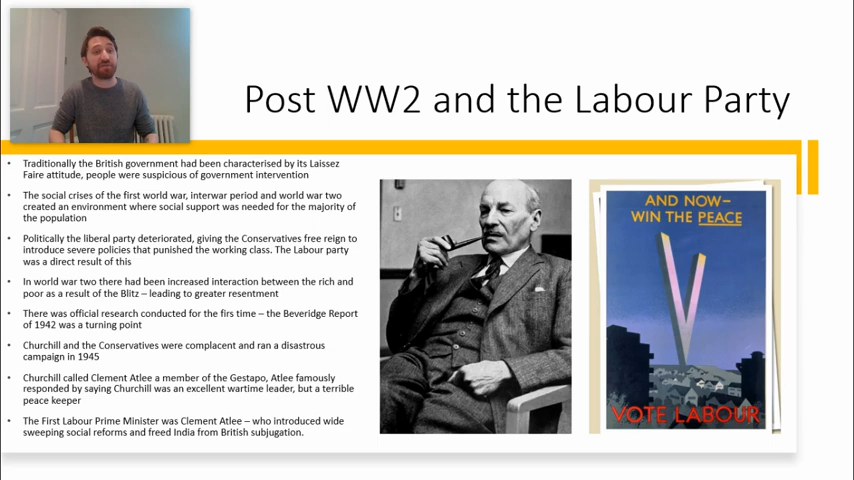 Post WW2 and the Labour Party
• Traditionally the British government had been characterised by its Laissez
Faire attitude, people were suspicious of government intervention
• The social crises of the first world war, interwar period and world war two
created an environment where social support was needed for the majority of
the population
• Politically the liberal party deteriorated, giving the Conservatives free reign to
introduce severe policies that punished the working class. The Labour party
was a direct result of this
• In world war two there had been increased interaction between the rich and
poor as a result of the Blitz – leading to greater resentment
• There was official research conducted for the firs time – the Beveridge Report
of 1942 was a turning point
• Churchill and the Conservatives were complacent and ran a disastrous
campaign in 1945
• Churchill called Clement Atlee a member of the Gestapo, Atlee famously
responded by saying Churchill was an excellent wartime leader, but a terrible
peace keeper
• The First Labour Prime Minister was Clement Atlee – who introduced wide
sweeping social reforms and freed India from British subjugation.
AND NOW–
WIN THE PEACE
VOTE LABOUR